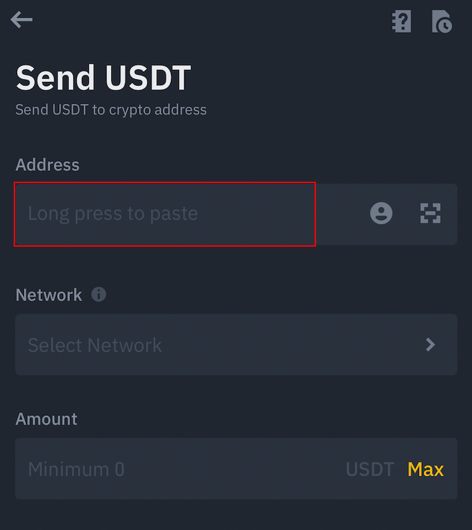 Send USDT
Send USDT to crypto address
Address
Long press to paste
Network
Select Network
Amount
Minimum 0 USDT Max